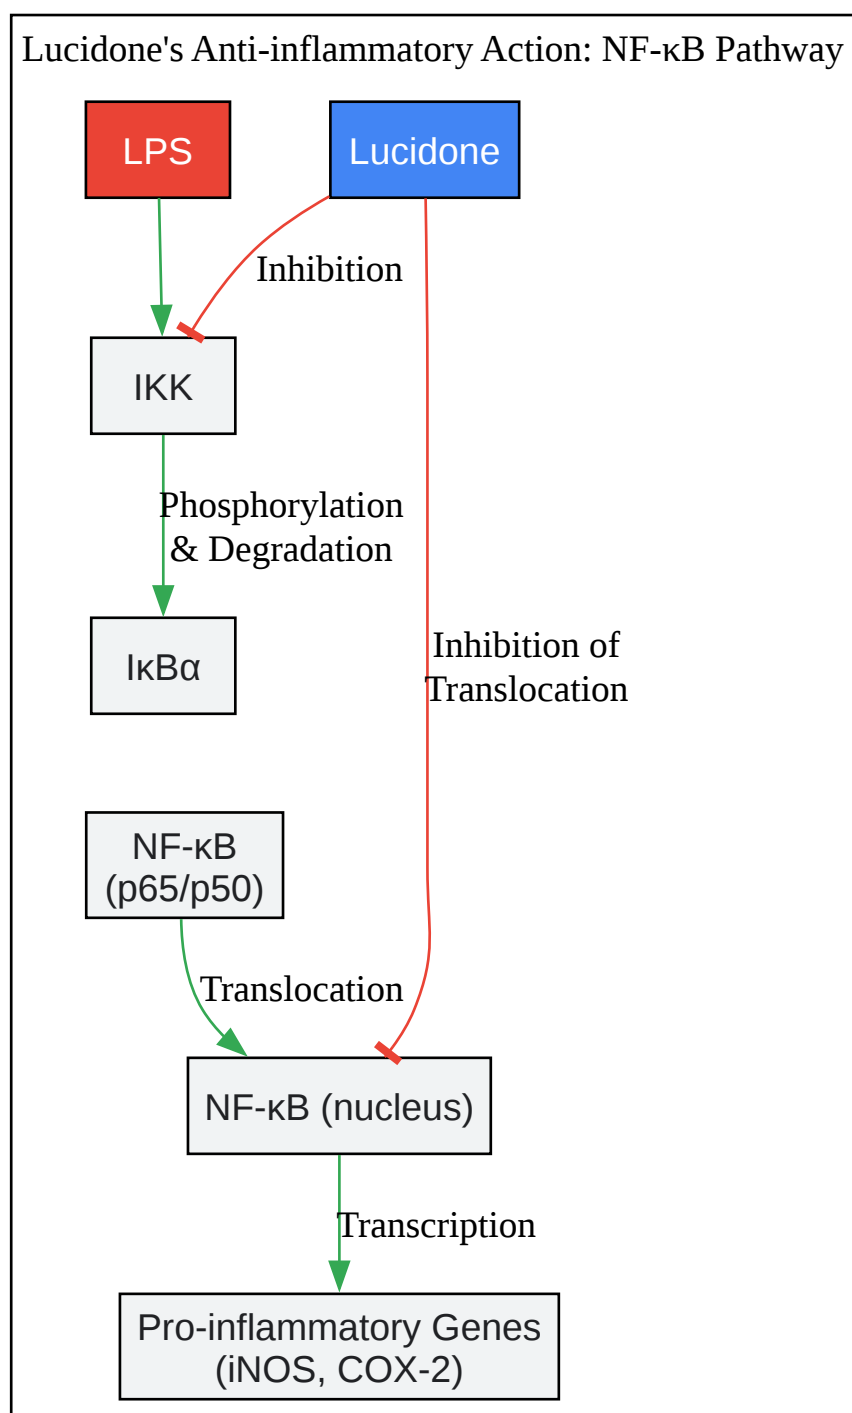 Lucidone's Anti-inflammatory Action: NF-κB Pathway
LPS
Lucidone
Inhibition
IKK
Phosphorylation
& Degradation
IκBα
Inhibition of
Translocation
NF-κB
(p65/p50)
Translocation
NF-κB (nucleus)
Transcription
Pro-inflammatory Genes
(iNOS, COX-2)